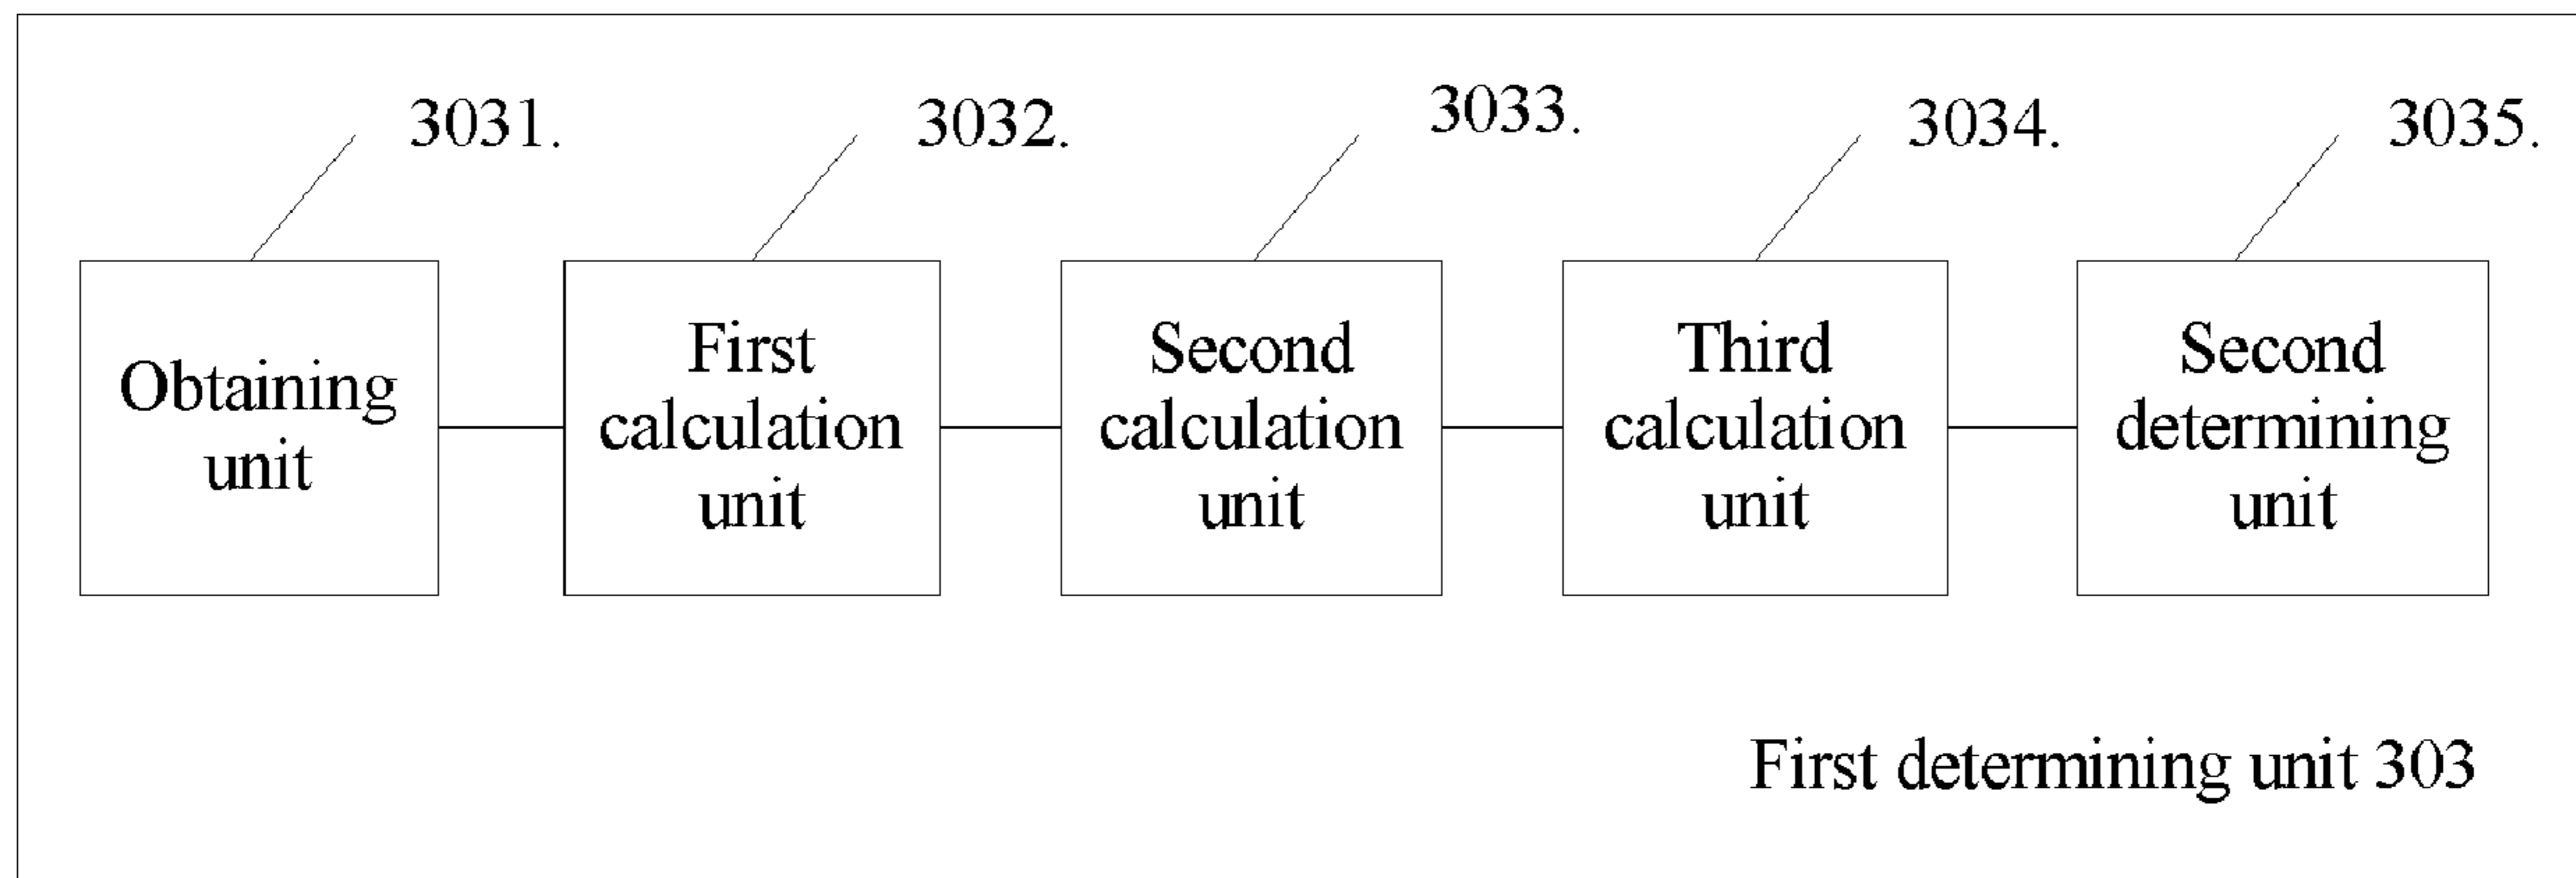 3031.
3032.
3033.
3034.
3035.
Obtaining
unit
First
calculation
unit
Second
calculation
unit
Third
calculation
unit
Second
determining
unit
First determining unit 303